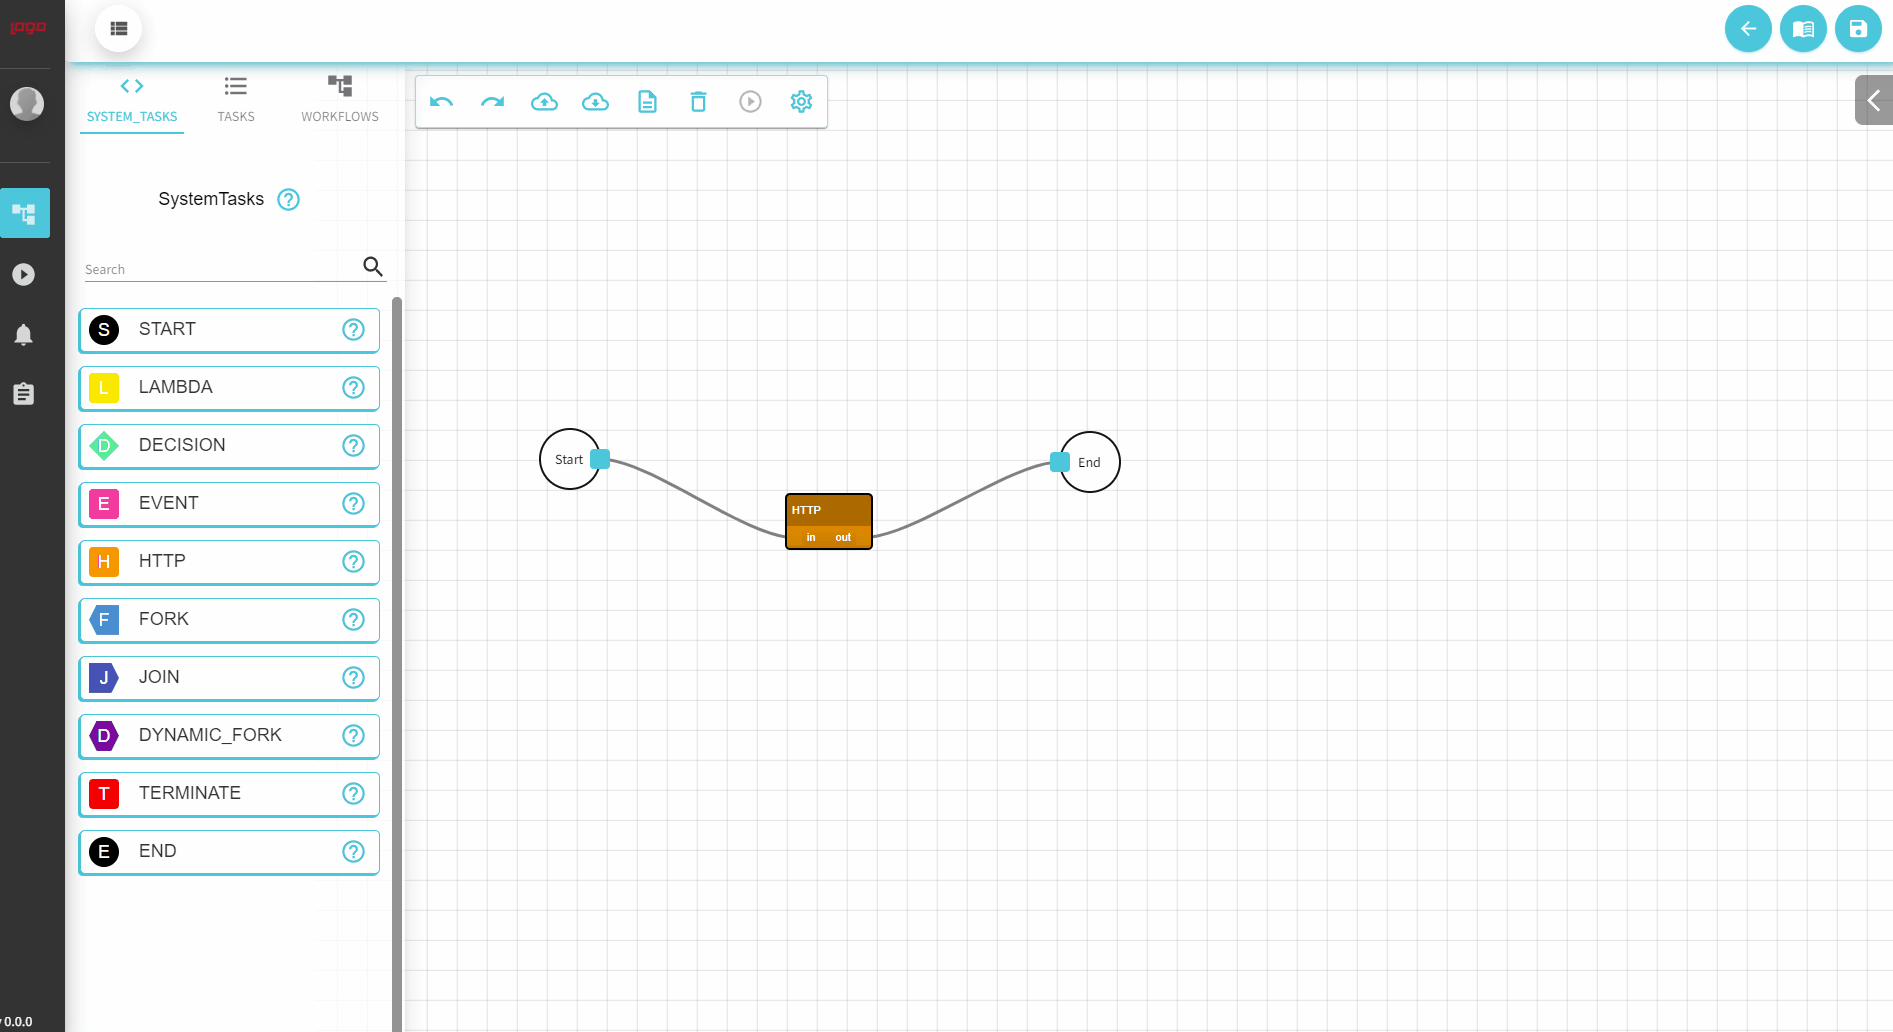 logo
SYSTEM_TASKS
TASKS
WORKFLOWS
SystemTasks
Search
S START
L LAMBDA
D DECISION
E EVENT
H HTTP
F FORK
J JOIN
D DYNAMIC_FORK
T TERMINATE
E END
Start
End
HTTP
in out
v 0.0.0